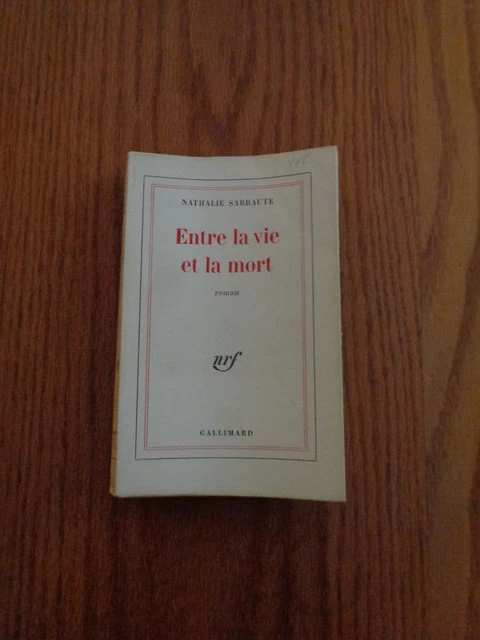 NATHALIE SARRAUTE
Entre la vie
et la mort
roman
nrf
GALLIMARD